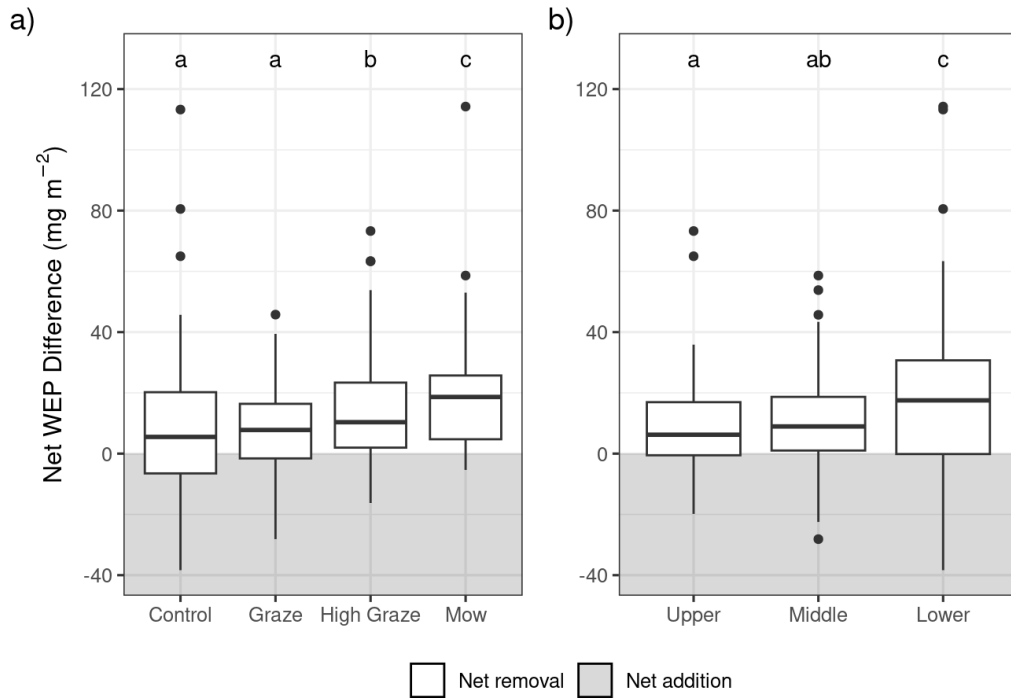 a)
Net WEP Difference (mg m⁻²)
120
80
40
0
-40
a a b c
Control Graze High Graze Mow
b)
120
80
40
0
-40
a ab c
Upper Middle Lower
Net removal Net addition